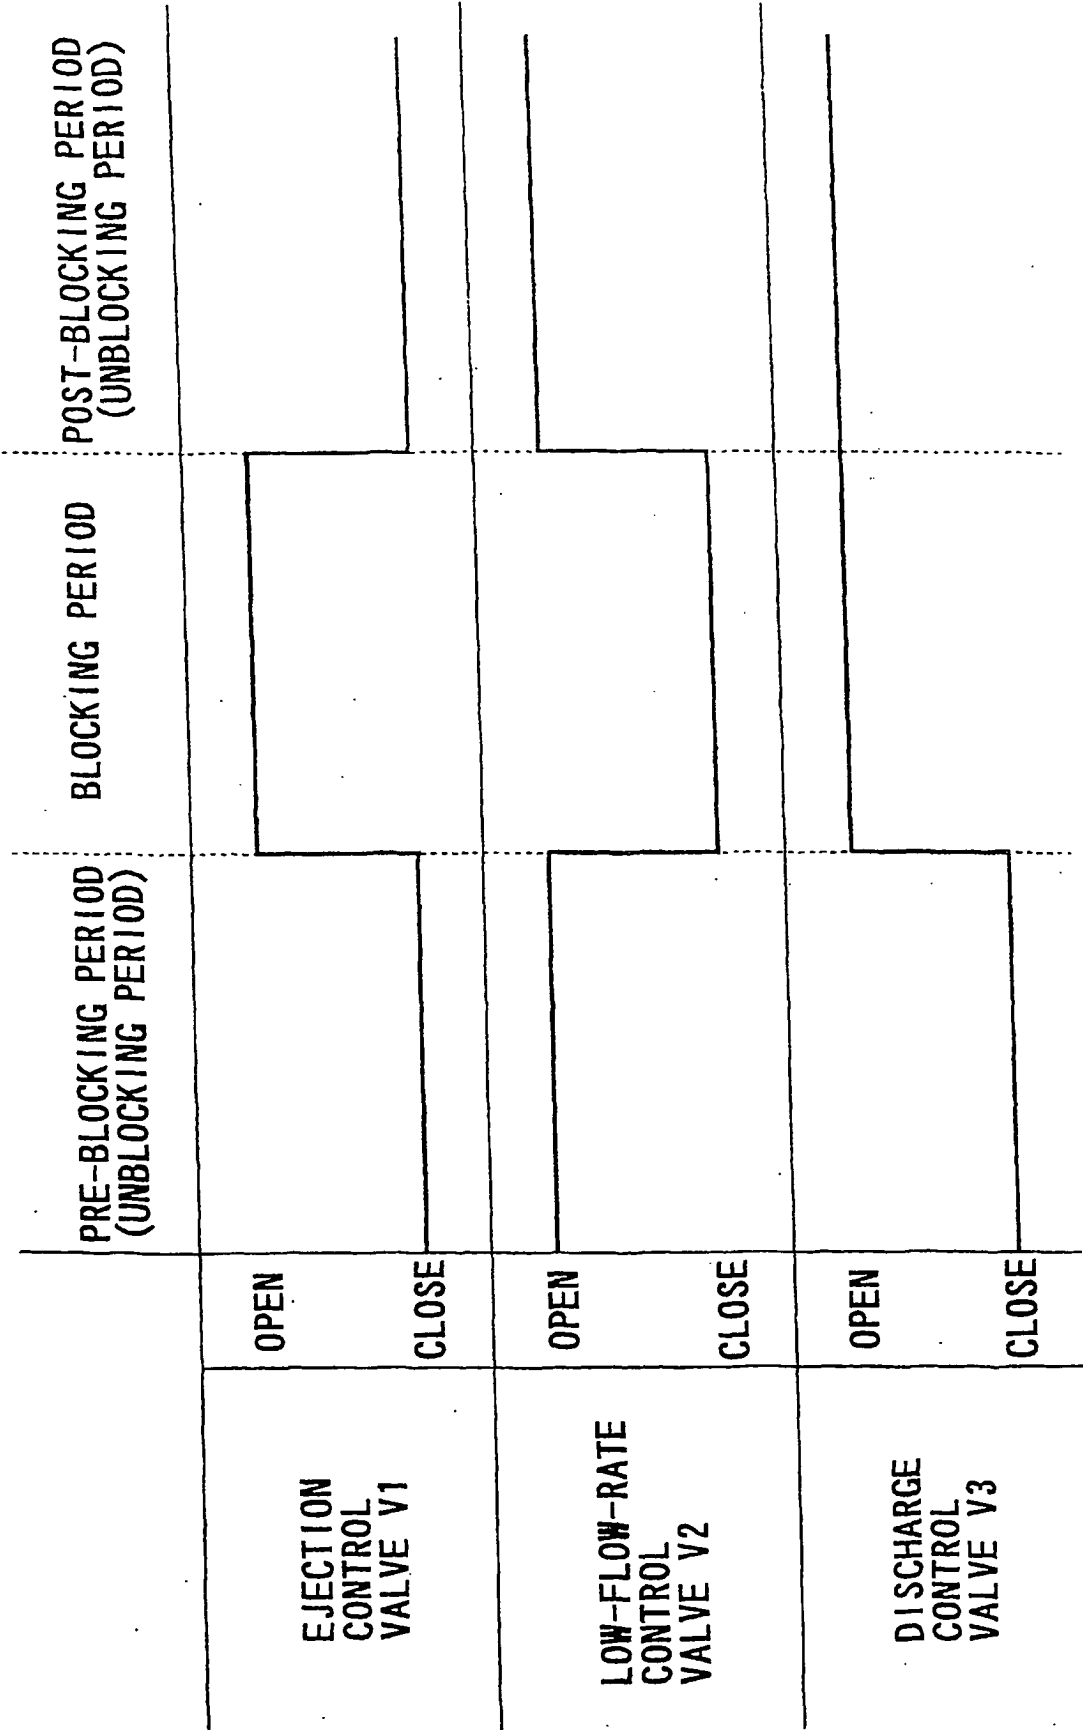 PRE-BLOCKING PERIOD
(UNBLOCKING PERIOD)
BLOCKING PERIOD
POST-BLOCKING PERIOD
(UNBLOCKING PERIOD)
EJECTION
CONTROL
VALVE V1
OPEN
CLOSE
LOW-FLOW-RATE
CONTROL
VALVE V2
OPEN
CLOSE
DISCHARGE
CONTROL
VALVE V3
OPEN
CLOSE